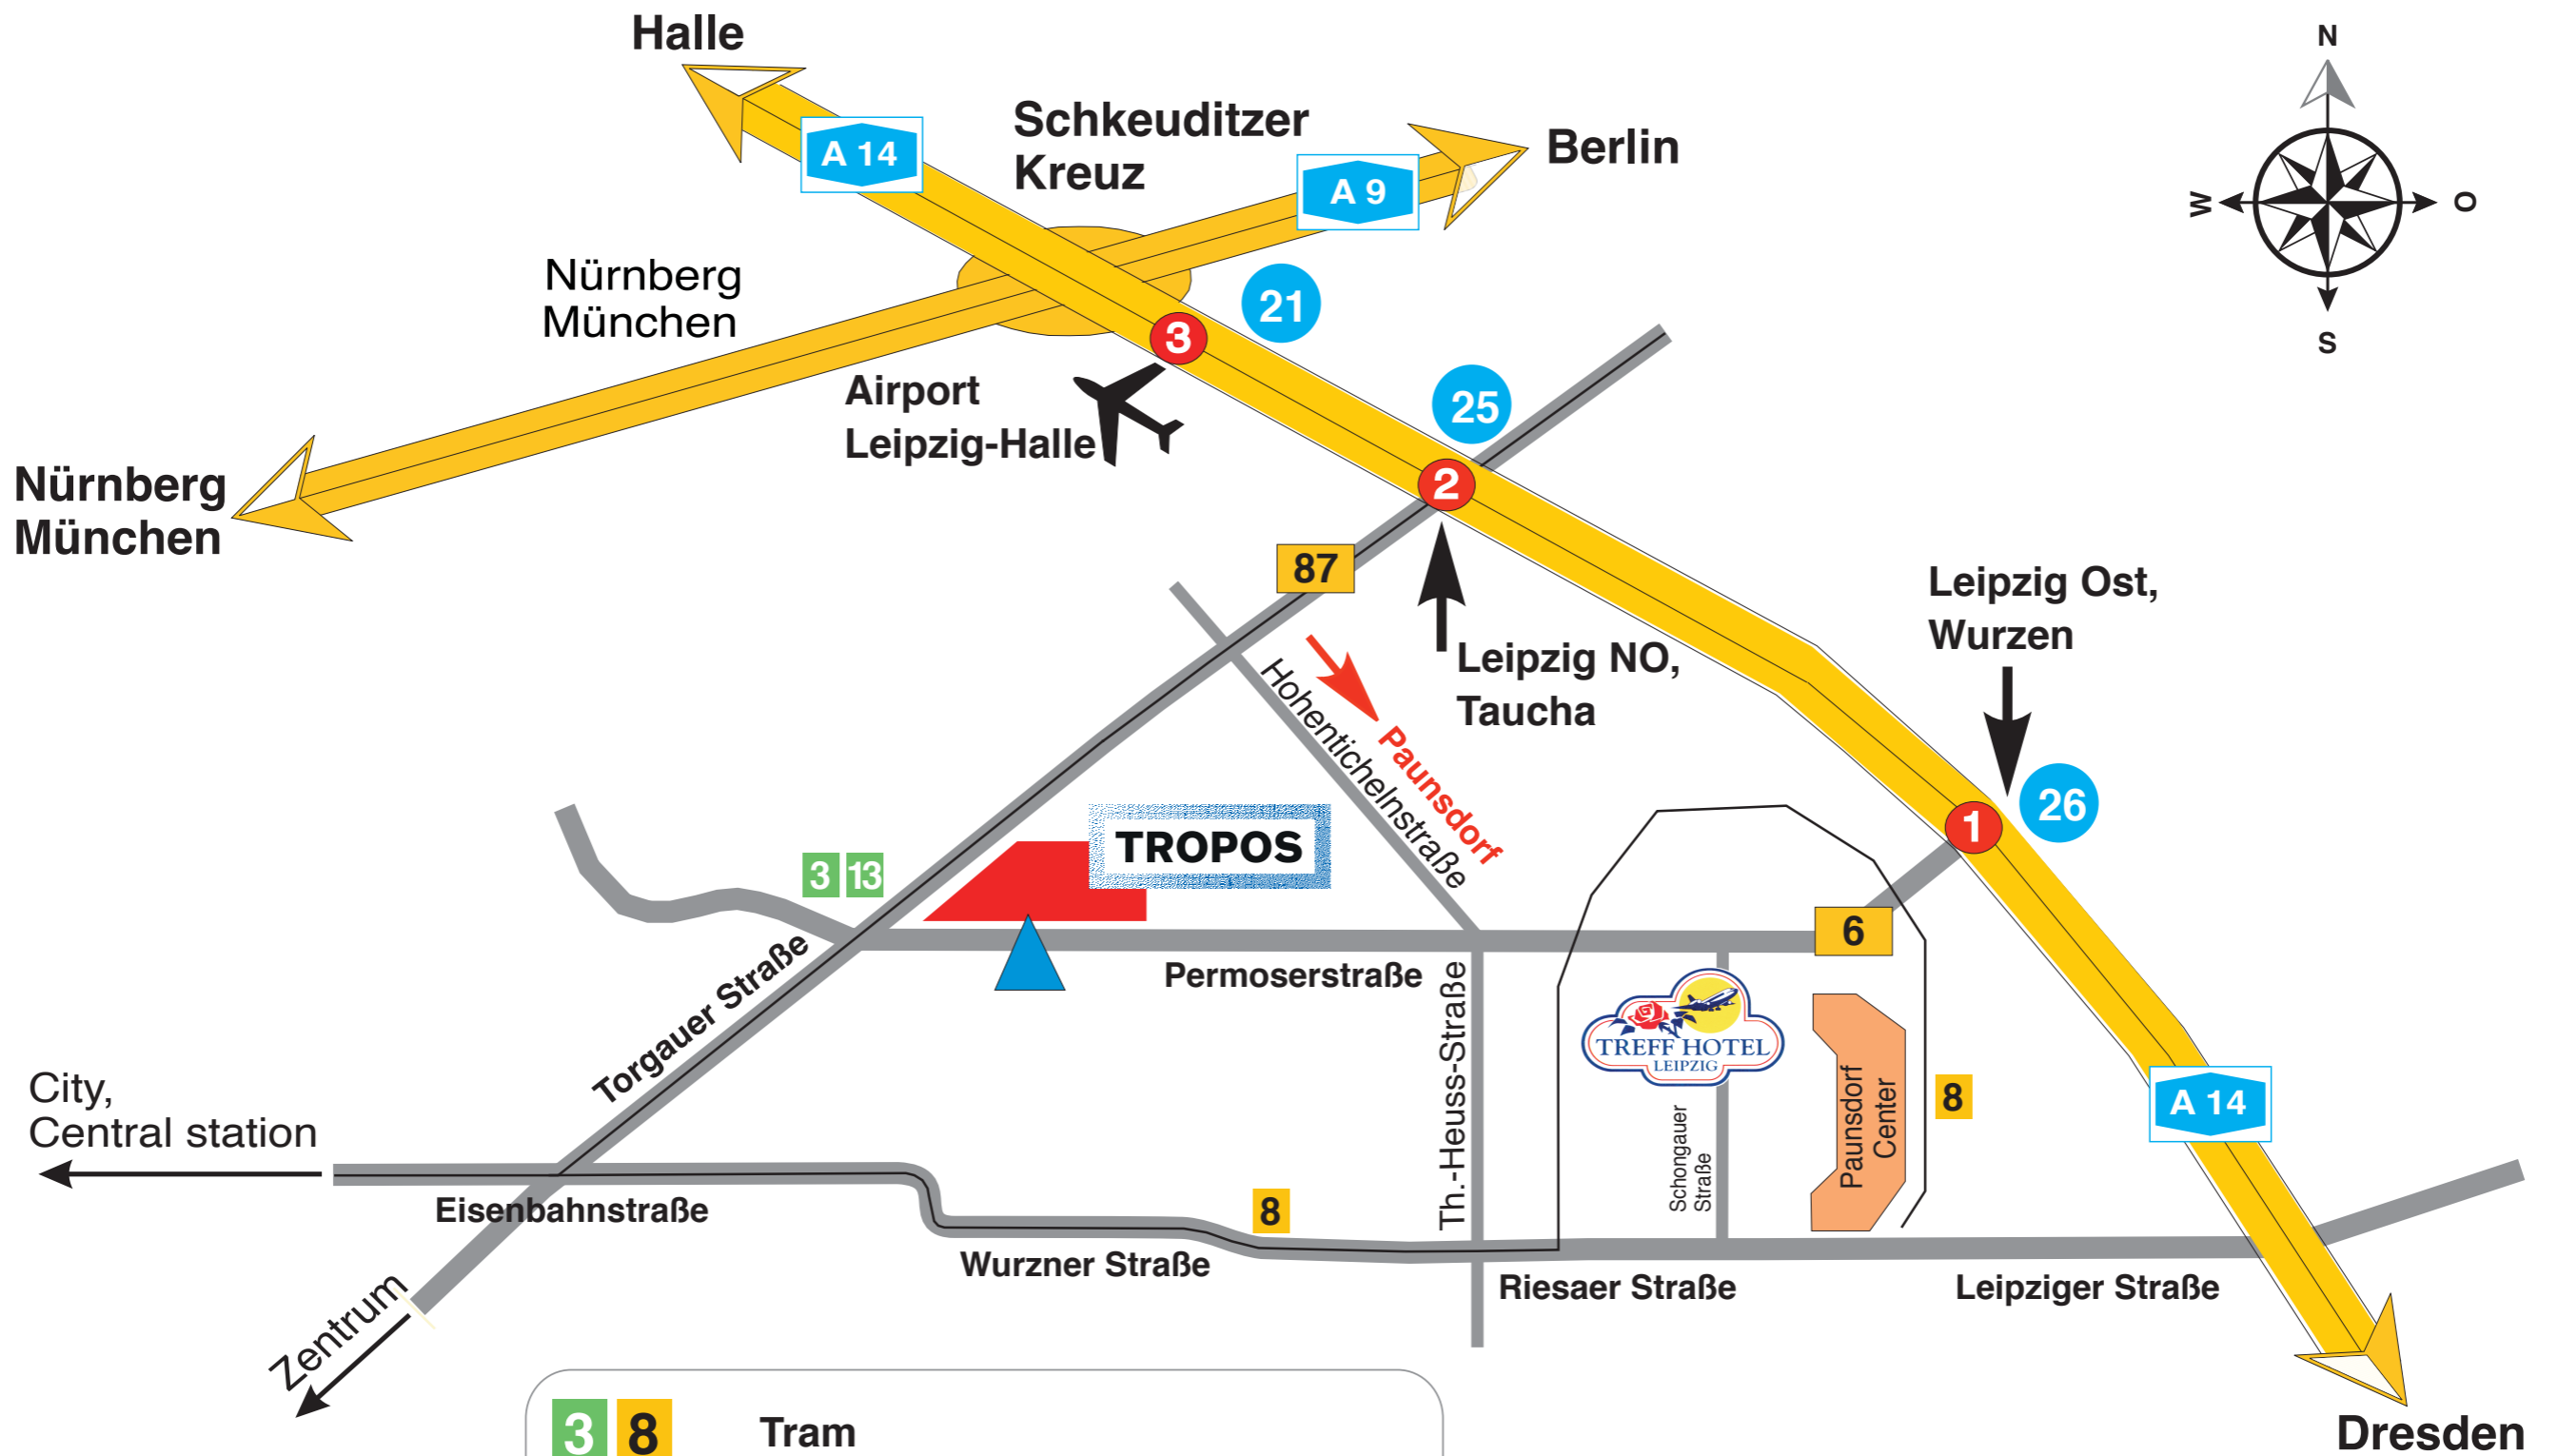 Halle
N
Schkeuditzer
Kreuz
Berlin
A 14
A 9
W
O
S
Nürnberg
München
21
3
Airport
Leipzig-Halle
25
2
Nürnberg
München
87
Leipzig Ost,
Wurzen
Leipzig NO,
Taucha
Hohentichelnstraße
Paunsdorf
26
1
TROPOS
3 13
6
Permoserstraße
Torgauer Straße
Th.-Heuss-Straße
TREFF HOTEL
LEIPZIG
Schongauer
Straße
Paunsdorf
Center
8
A 14
City,
Central station
Eisenbahnstraße
8
Wurzner Straße
Riesaer Straße
Leipziger Straße
Zentrum
3 8 Tram
Dresden